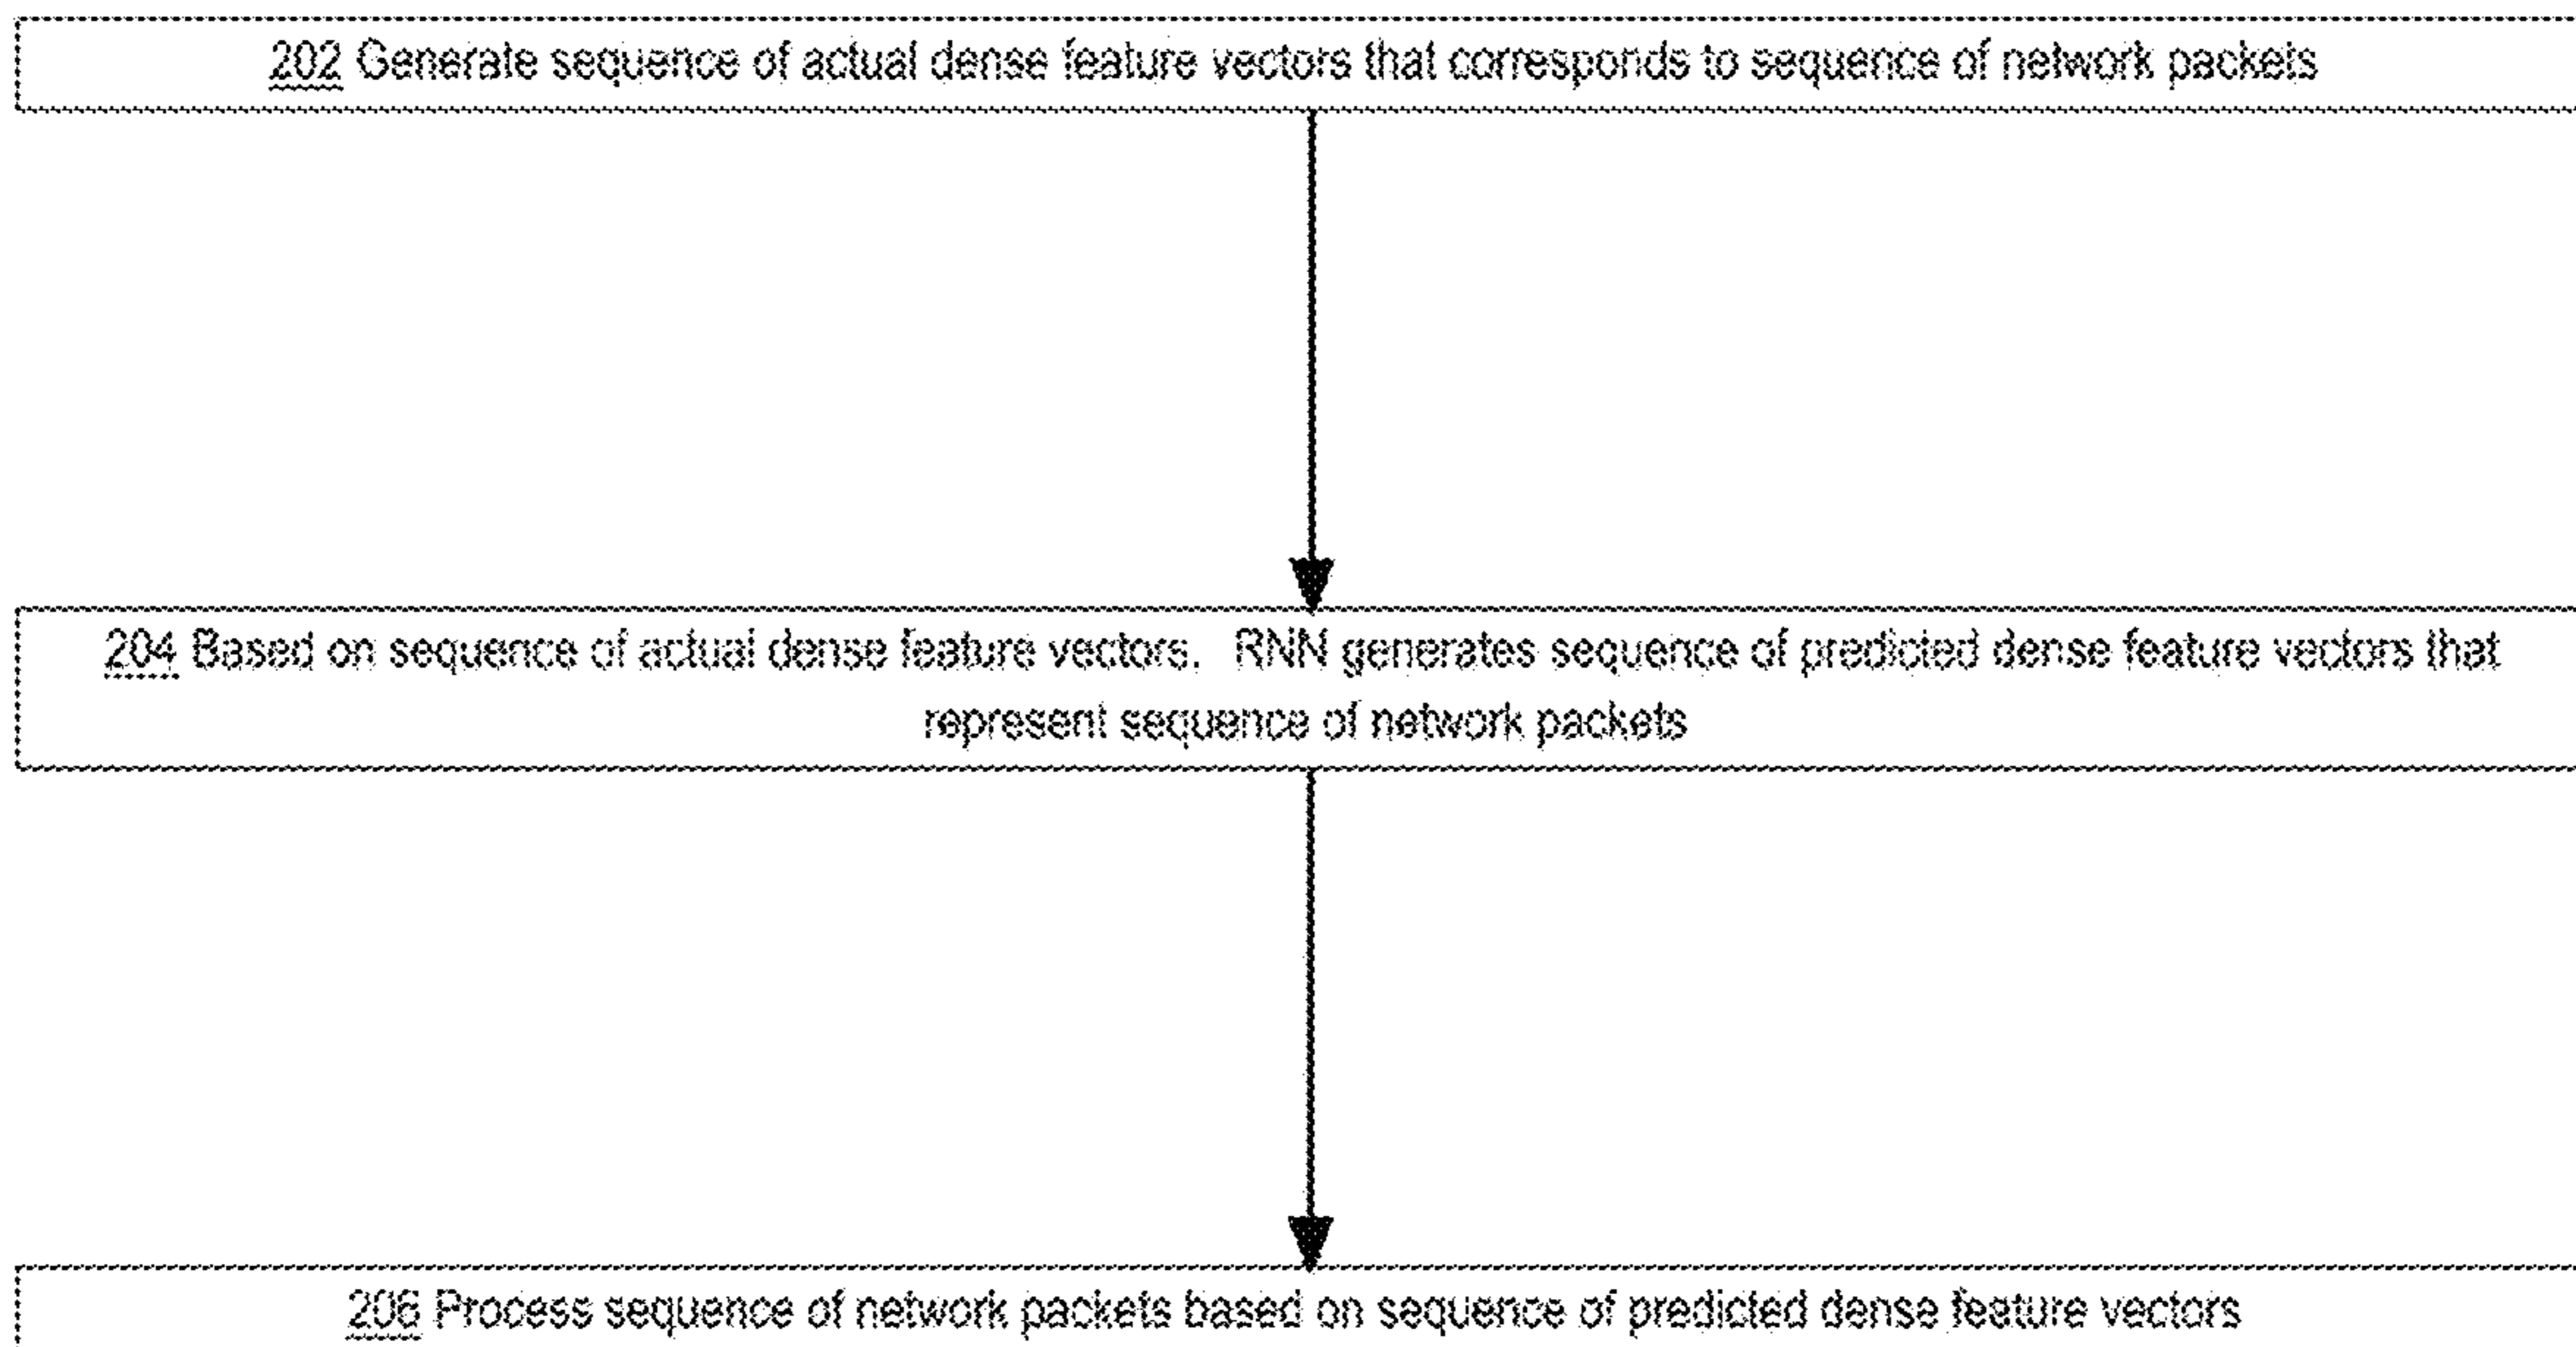 202 Generate sequence of actual dense feature vectors that corresponds to sequence of network packets
204 Based on sequence of actual dense feature vectors. RNN generates sequence of predicted dense feature vectors that
represent sequence of network packets
206 Process sequence of network packets based on sequence of predicted dense feature vectors